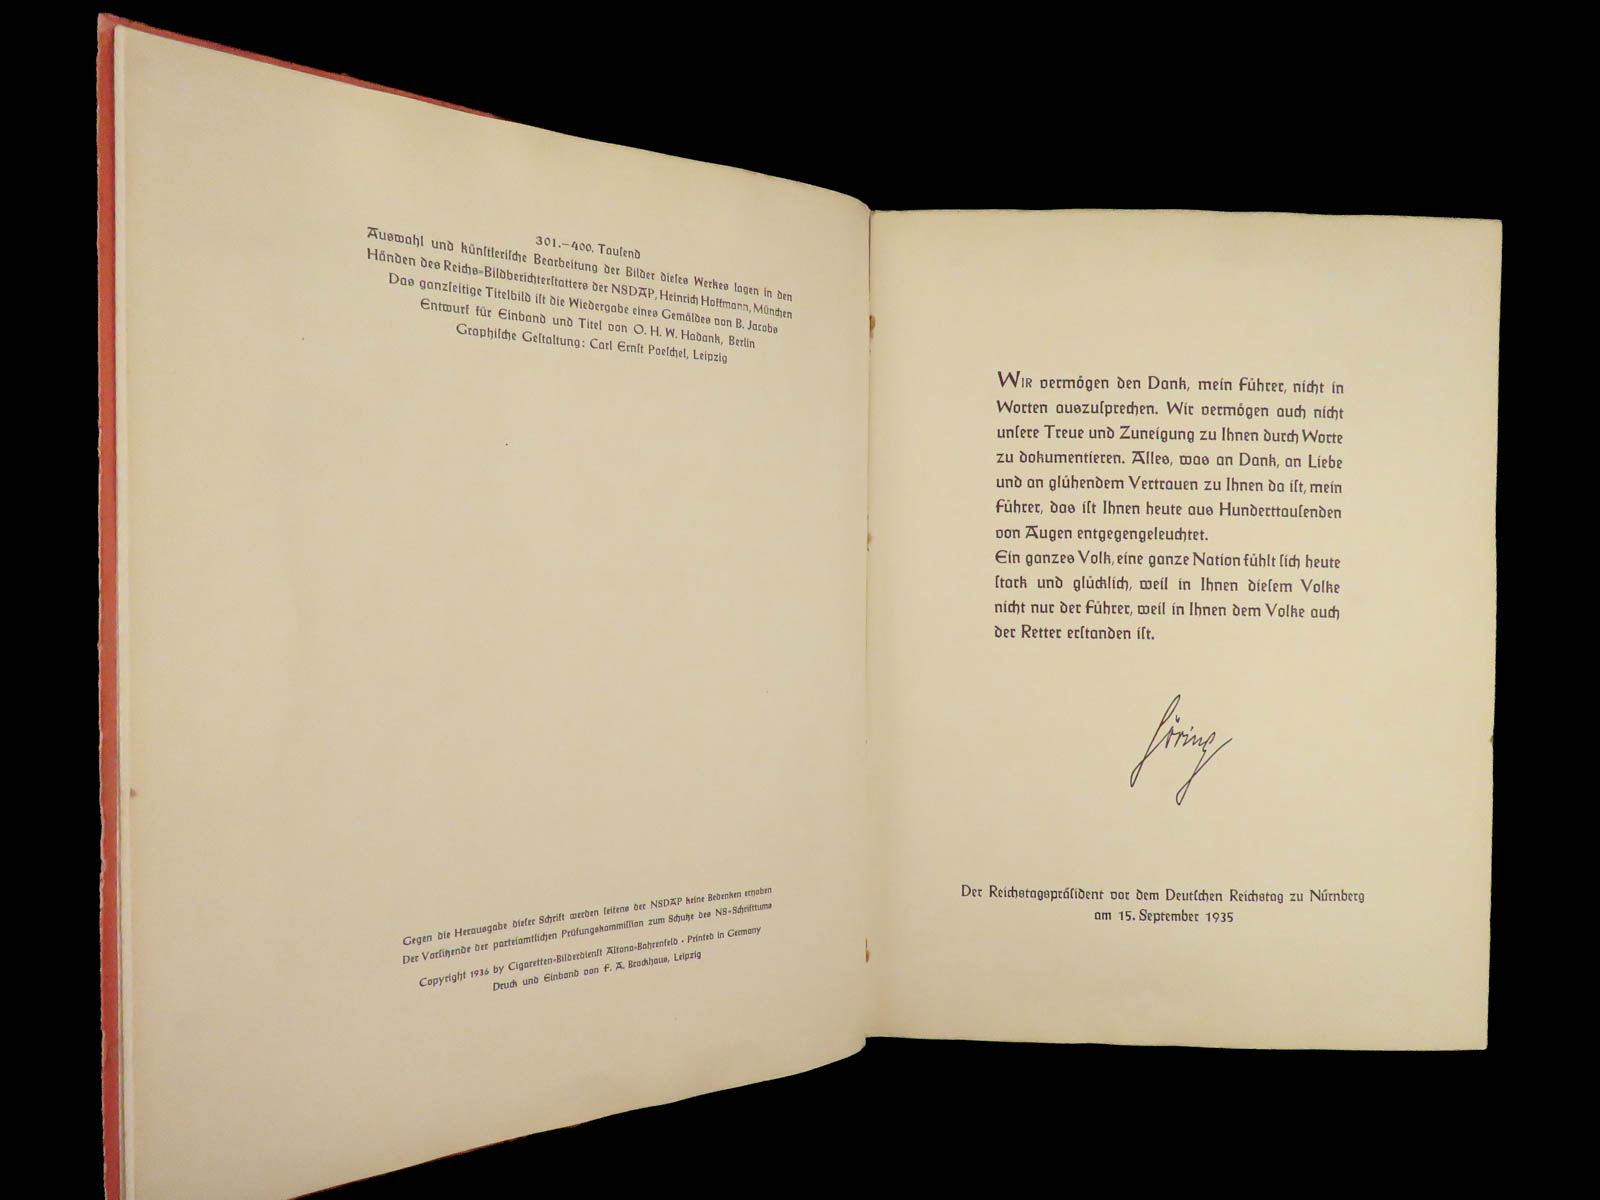 301.–400. Tauſend
Auswahl und künſtleriſche Bearbeitung der Bilder dieſes Werkes lagen in den
Händen des Reichs=Bildberichterſtatters der NSDAP, Heinrich Hoffmann, München
Das ganzſeitige Titelbild iſt die Wiedergabe eines Gemäldes von B. Jacobs
Entwurf für Einband und Titel von O. H. W. Hadank, Berlin
Graphiſche Geſtaltung: Carl Ernſt Poeſchel, Leipzig
Gegen die Herausgabe dieſer Schrift werden ſeitens der NSDAP keine Bedenken erhoben
Der Vorſitzende der parteiamtlichen Prüfungskommiſſion zum Schutze des NS=Schrifttums
Copyright 1936 by Cigaretten=Bilderdienſt Altona=Bahrenfeld · Printed in Germany
Druck und Einband von F. A. Brockhaus, Leipzig
WIR vermögen den Dank, mein Führer, nicht in
Worten auszuſprechen. Wir vermögen auch nicht
unſere Treue und Zuneigung zu Ihnen durch Worte
zu dokumentieren. Alles, was an Dank, an Liebe
und an glühendem Vertrauen zu Ihnen da iſt, mein
Führer, das iſt Ihnen heute aus Hunderttauſenden
von Augen entgegengeleuchtet.
Ein ganzes Volk, eine ganze Nation fühlt ſich heute
ſtark und glücklich, weil in Ihnen dieſem Volke
nicht nur der Führer, weil in Ihnen dem Volke auch
der Retter erſtanden iſt.
Göring
Der Reichstagspräſident vor dem Deutſchen Reichstag zu Nürnberg
am 15. September 1935